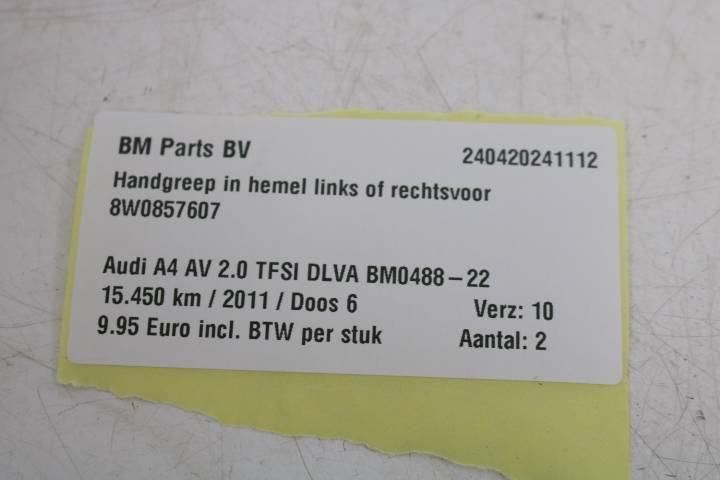 BM Parts BV 240420241112
Handgreep in hemel links of rechtsvoor
8W0857607
Audi A4 AV 2.0 TFSI DLVA BM0488-22
15.450 km / 2011 / Doos 6 Verz: 10
9.95 Euro incl. BTW per stuk Aantal: 2